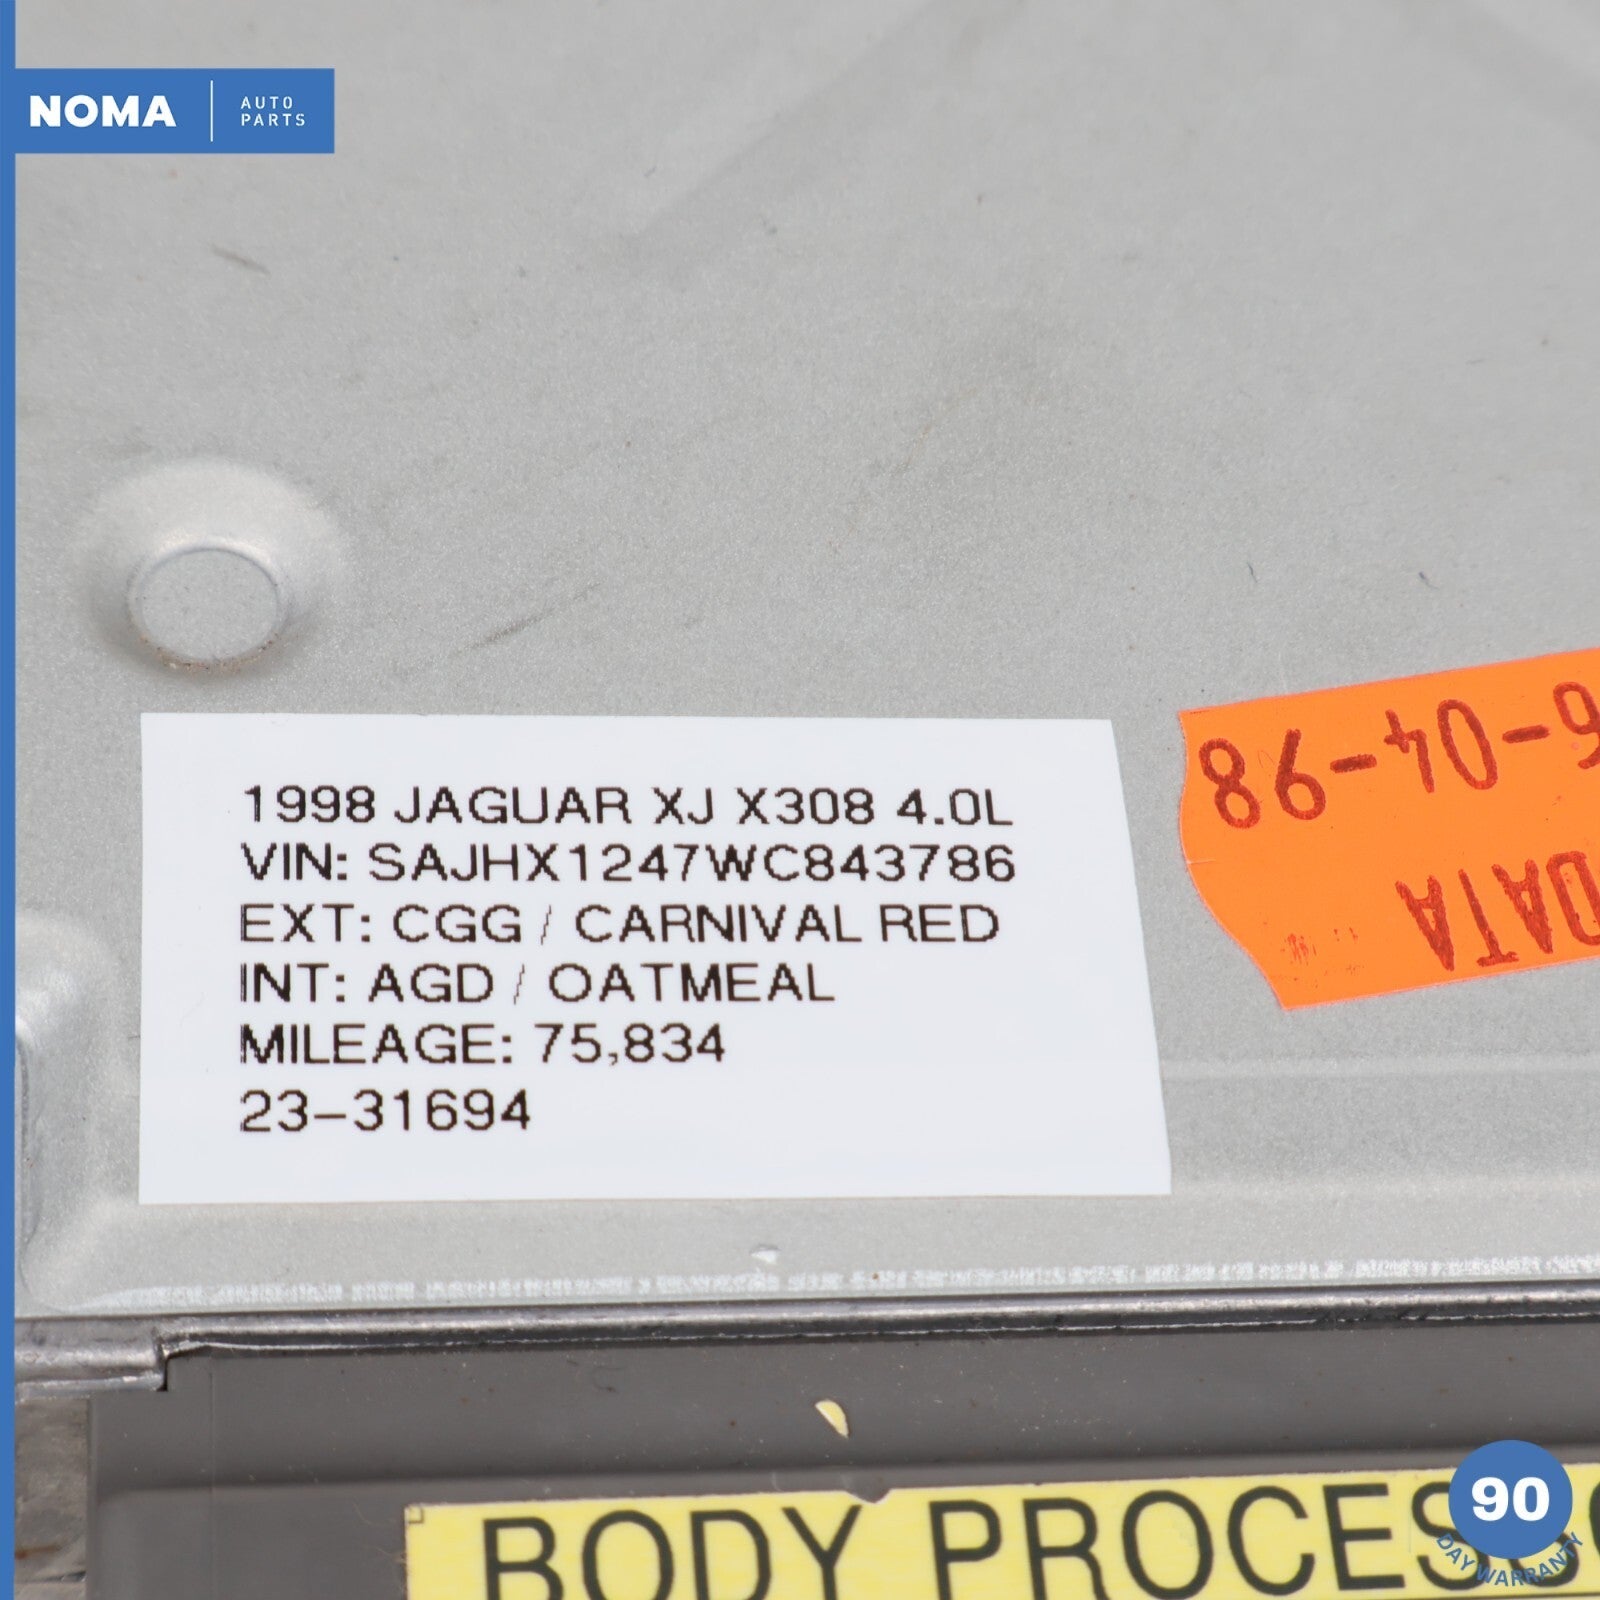 NOMA
AUTO
PARTS
6-04-98
DATA
1998 JAGUAR XJ X308 4.0L
VIN: SAJHX1247WC843786
EXT: CGG / CARNIVAL RED
INT: AGD / OATMEAL
MILEAGE: 75,834
23-31694
BODY PROCES
90
DAY WARRANTY